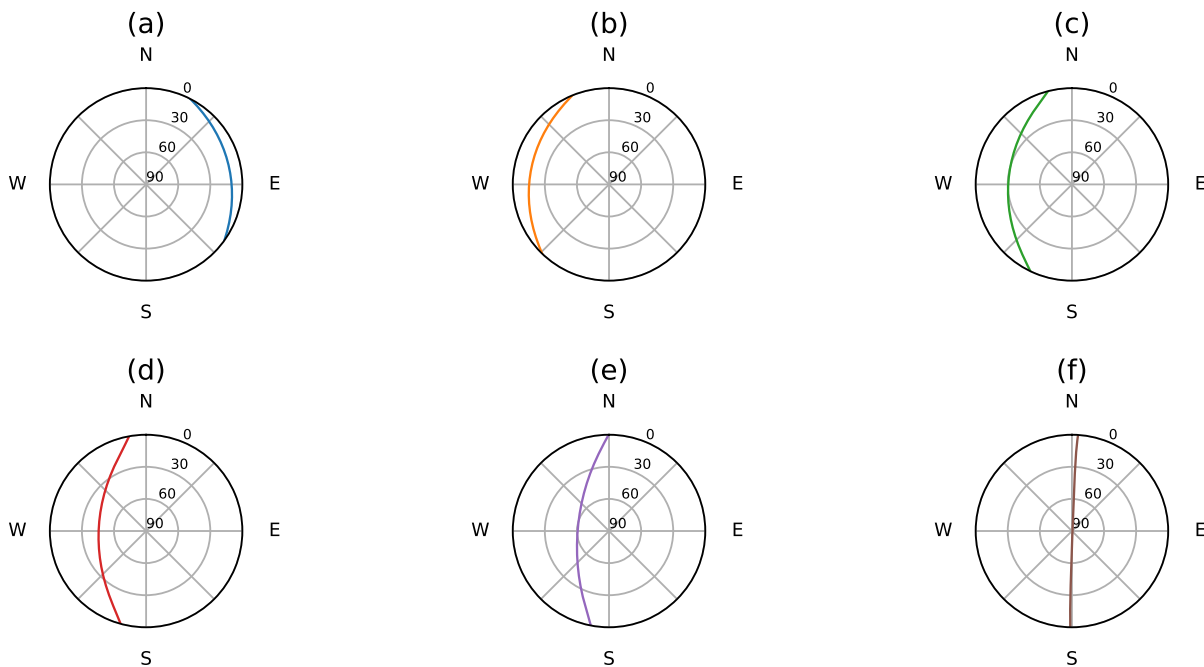 (a) (b) (c)
N N N
0 0 0
30 30 30
60 60 60
90 90 90
W E W E W E
S S S
(d) (e) (f)
N N N
0 0 0
30 30 30
60 60 60
90 90 90
W E W E W E
S S S